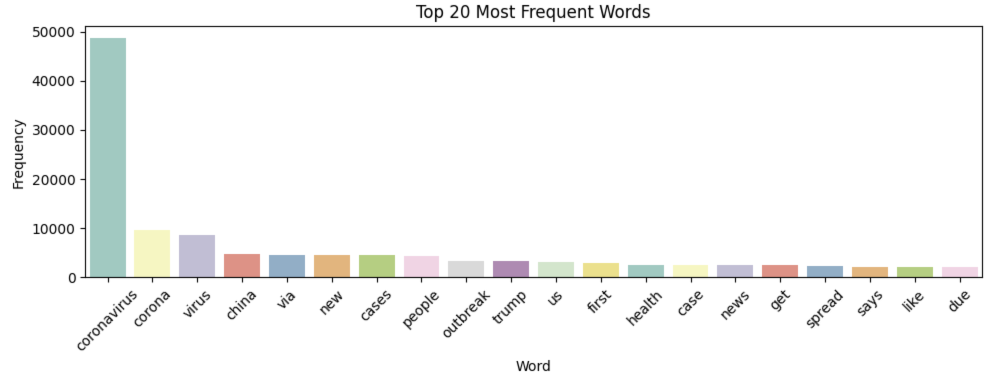 Top 20 Most Frequent Words
50000
40000
30000
20000
10000
0
Frequency
coronavirus
corona
virus
china
via
new
cases
people
outbreak
trump
us
first
health
case
news
get
spread
says
like
due
Word